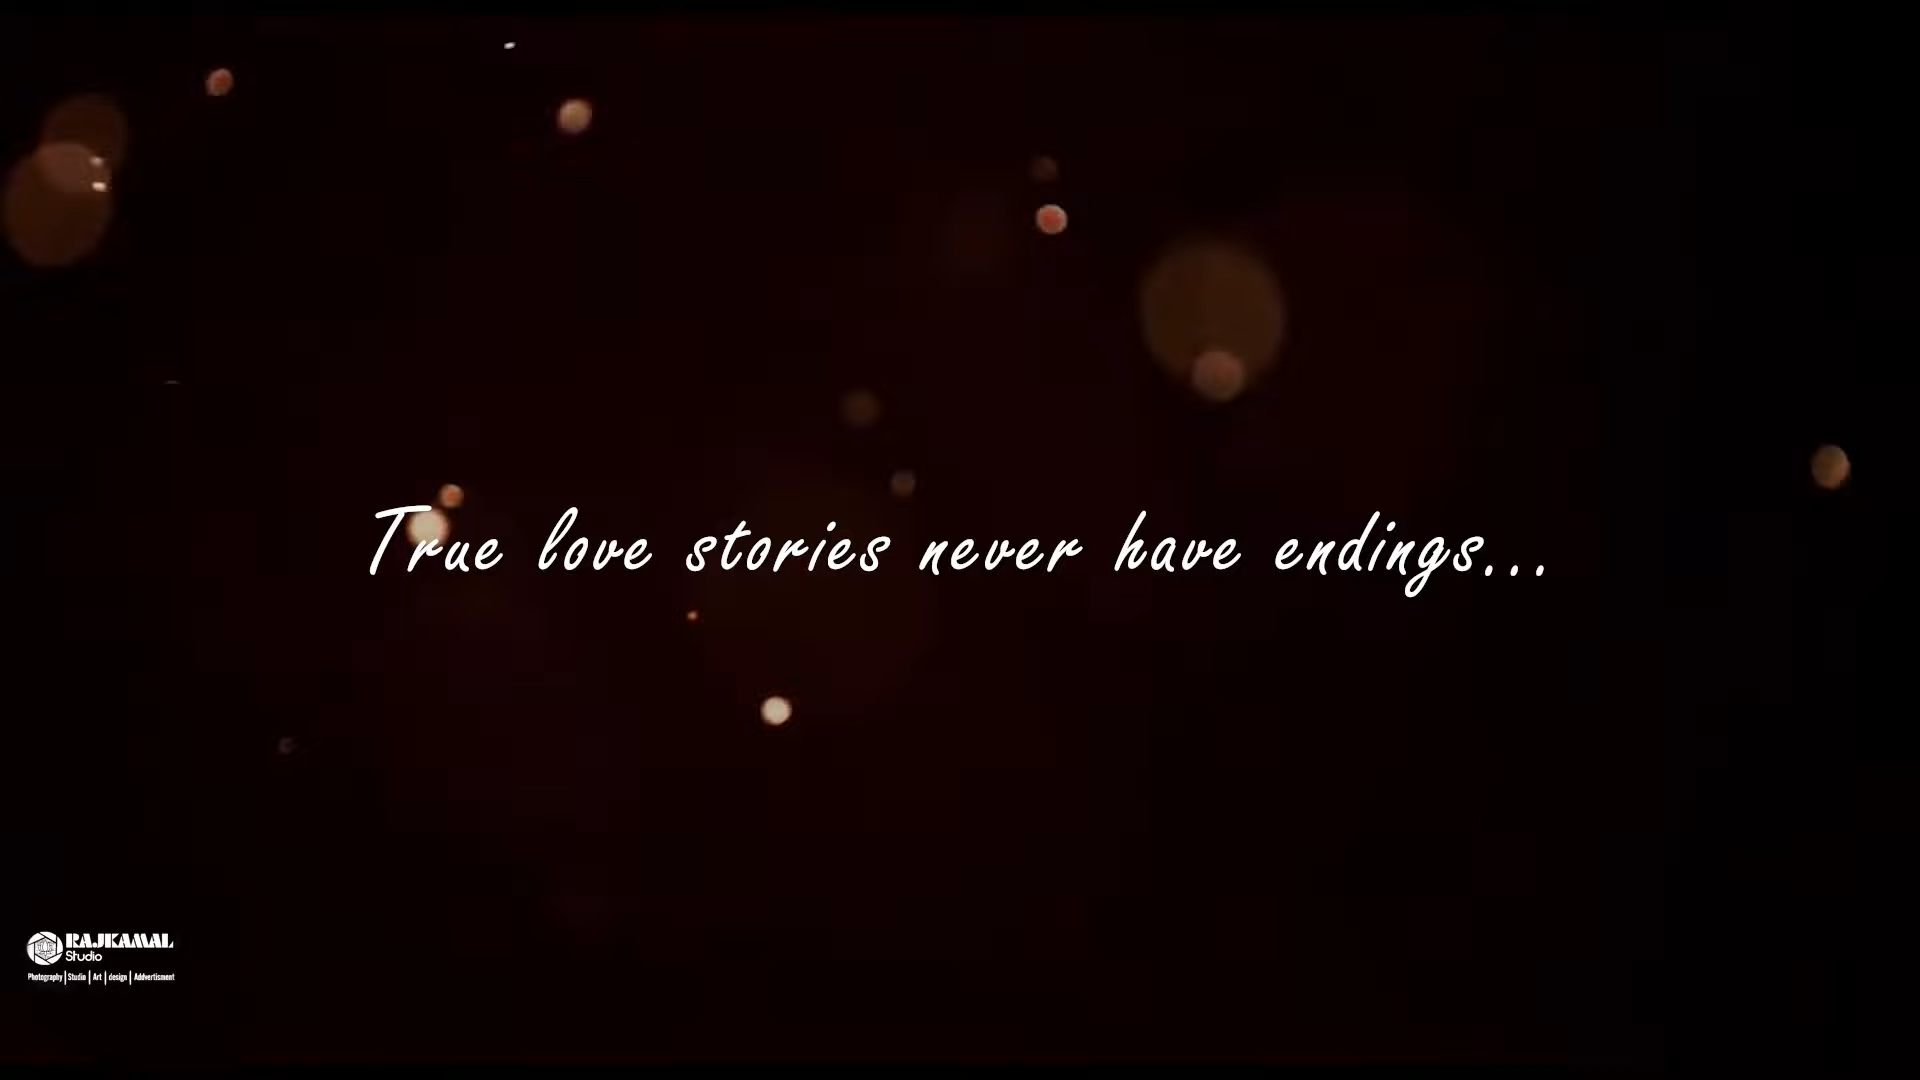 True love stories never have endings...
RAJKAMAL
Studio
Photography | Studio | Art | design | Addvertisment